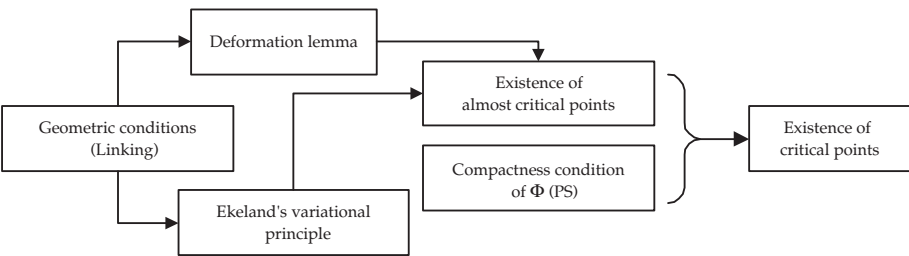 Deformation lemma
Existence of
almost critical points
Geometric conditions
(Linking)
Existence of
critical points
Compactness condition
of Φ (PS)
Ekeland's variational
principle